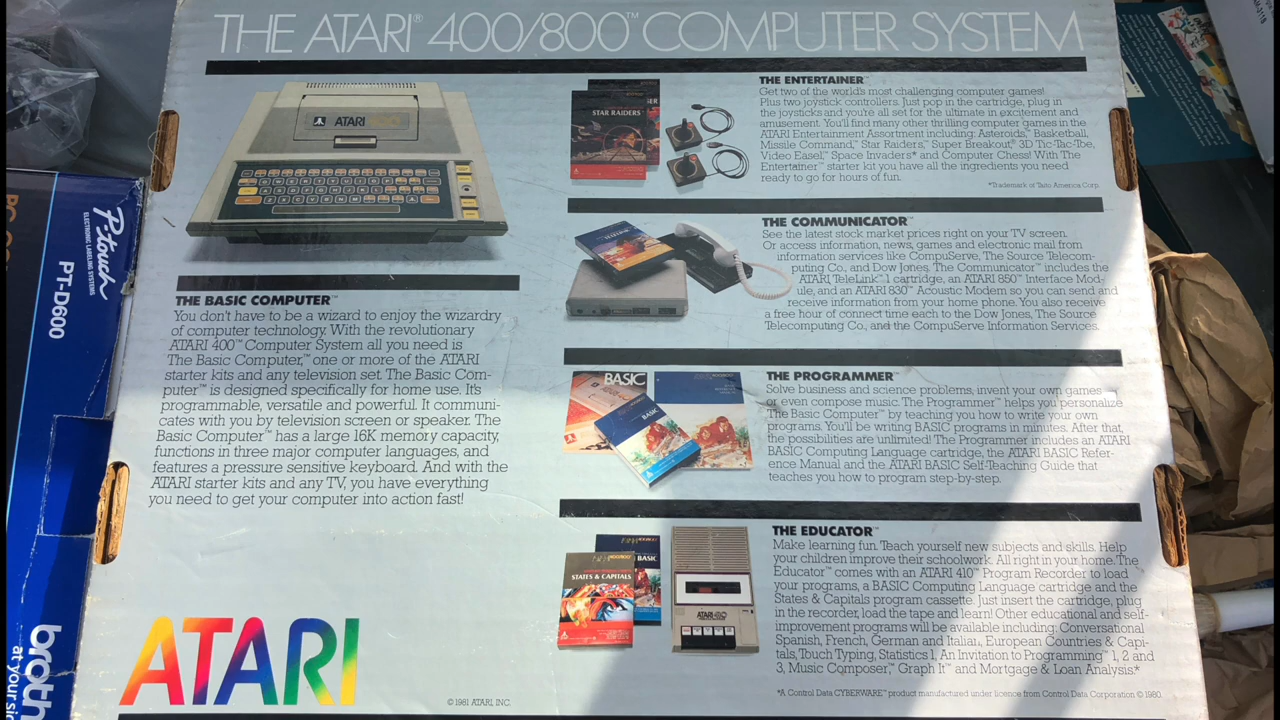 THE ATARI® 400/800™ COMPUTER SYSTEM
ATARI
THE BASIC COMPUTER™
You don't have to be a wizard to enjoy the wizardry
of computer technology. With the revolutionary
ATARI 400™ Computer System all you need is
The Basic Computer,™ one or more of the ATARI
starter kits and any television set. The Basic Com-
puter™ is designed specifically for home use. It's
programmable, versatile and powerful. It communi-
cates with you by television screen or speaker. The
Basic Computer™ has a large 16K memory capacity,
functions in three major computer languages, and
features a pressure sensitive keyboard. And with the
ATARI starter kits and any TV, you have everything
you need to get your computer into action fast!
ATARI
© 1981 ATARI, INC.
STAR RAIDERS
THE ENTERTAINER™
Get two of the world's most challenging computer games!
Plus two joystick controllers. Just pop in the cartridge, plug in
the joysticks and you're all set for the ultimate in excitement and
amusement. You'll find many other thrilling computer games in the
ATARI Entertainment Assortment including: Asteroids,™ Basketball,
Missile Command,™ Star Raiders,™ Super Breakout,® 3D Tic-Tac-Toe,
Video Easel,™ Space Invaders* and Computer Chess! With The
Entertainer™ starter kit you have all the ingredients you need
ready to go for hours of fun.
*Trademark of Taito America Corp.
THE COMMUNICATOR™
See the latest stock market prices right on your TV screen.
Or access information, news, games and electronic mail from
information services like CompuServe, The Source Telecom-
puting Co., and Dow Jones. The Communicator™ includes the
ATARI TeleLink™ 1 cartridge, an ATARI 850™ Interface Mod-
ule, and an ATARI 830™ Acoustic Modem so you can send and
receive information from your home phone. You also receive
a free hour of connect time each to the Dow Jones, The Source
Telecomputing Co., and the CompuServe Information Services.
BASIC
BASIC
THE PROGRAMMER™
Solve business and science problems, invent your own games
or even compose music. The Programmer™ helps you personalize
The Basic Computer™ by teaching you how to write your own
programs. You'll be writing BASIC programs in minutes. After that,
the possibilities are unlimited! The Programmer includes an ATARI
BASIC Computing Language cartridge, the ATARI BASIC Refer-
ence Manual and the ATARI BASIC Self-Teaching Guide that
teaches you how to program step-by-step.
BASIC
STATES & CAPITALS
ATARI 410
THE EDUCATOR™
Make learning fun. Teach yourself new subjects and skills. Help
your children improve their schoolwork. All right in your home. The
Educator™ comes with an ATARI 410™ Program Recorder to load
your programs, a BASIC Computing Language cartridge and the
States & Capitals program cassette. Just insert the cartridge, plug
in the recorder, load the tape and learn! Other educational and self-
improvement programs will be available including: Conversational
Spanish, French, German and Italian, European Countries & Capi-
tals, Touch Typing, Statistics 1, An Invitation to Programming™ 1, 2 and
3, Music Composer,™ Graph It™ and Mortgage & Loan Analysis.*
*A Control Data CYBERWARE™ product manufactured under licence from Control Data Corporation © 1980.
P-touch
ELECTRONIC LABELING SYSTEMS
PT-D600
broth
at your si